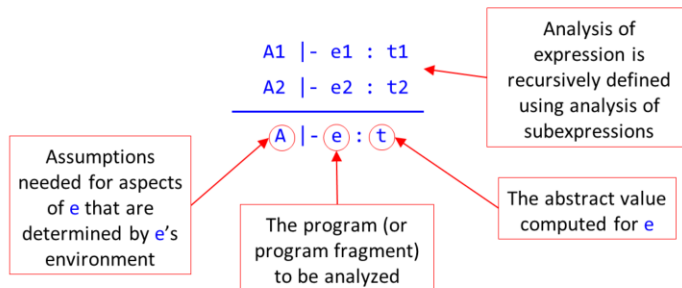 A1 |- e1 : t1
A2 |- e2 : t2
A |- e : t
Analysis of
expression is
recursively defined
using analysis of
subexpressions
Assumptions
needed for aspects
of e that are
determined by e's
environment
The program (or
program fragment)
to be analyzed
The abstract value
computed for e